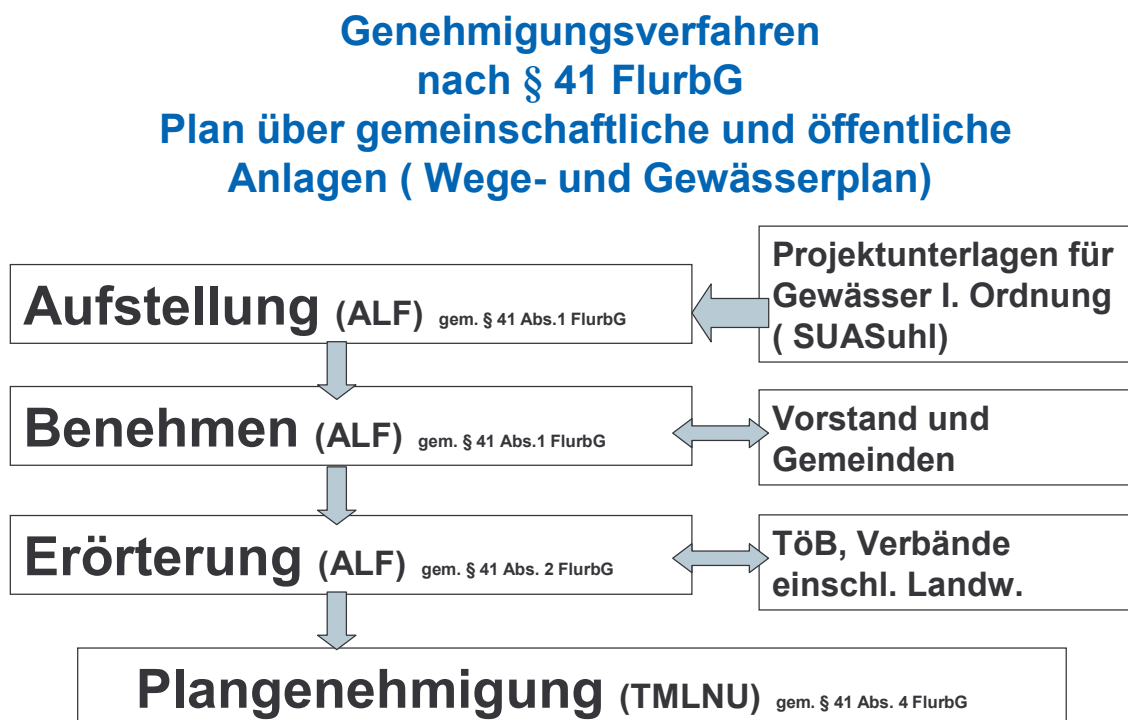 Genehmigungsverfahren
nach § 41 FlurbG
Plan über gemeinschaftliche und öffentliche
Anlagen ( Wege- und Gewässerplan)
Aufstellung (ALF) gem. § 41 Abs.1 FlurbG
Projektunterlagen für
Gewässer I. Ordnung
( SUASuhl)
Benehmen (ALF) gem. § 41 Abs.1 FlurbG
Vorstand und
Gemeinden
Erörterung (ALF) gem. § 41 Abs. 2 FlurbG
TöB, Verbände
einschl. Landw.
Plangenehmigung (TMLNU) gem. § 41 Abs. 4 FlurbG